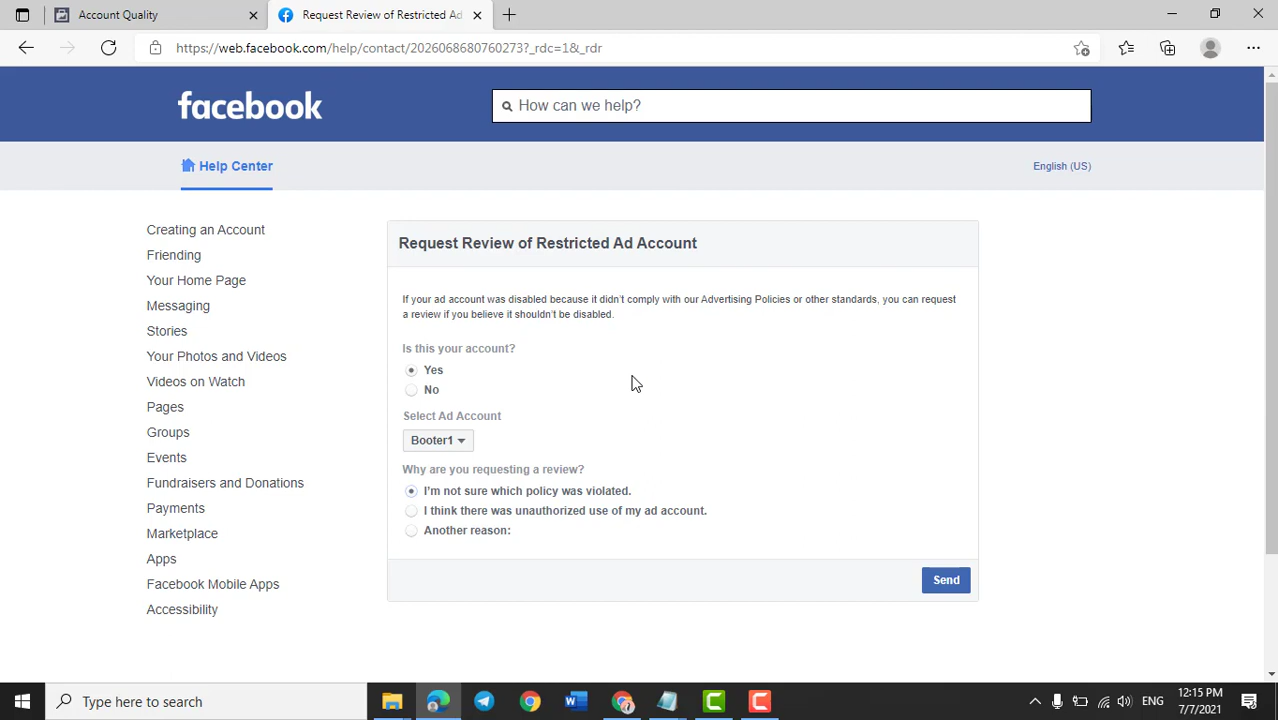 Account Quality
Request Review of Restricted Ad
https://web.facebook.com/help/contact/2026068680760273?_rdc=1&_rdr
facebook
How can we help?
Help Center
English (US)
Creating an Account
Friending
Your Home Page
Messaging
Stories
Your Photos and Videos
Videos on Watch
Pages
Groups
Events
Fundraisers and Donations
Payments
Marketplace
Apps
Facebook Mobile Apps
Accessibility
Request Review of Restricted Ad Account
If your ad account was disabled because it didn't comply with our Advertising Policies or other standards, you can request
a review if you believe it shouldn't be disabled.
Is this your account?
Yes
No
Select Ad Account
Booter1
Why are you requesting a review?
I'm not sure which policy was violated.
I think there was unauthorized use of my ad account.
Another reason:
Send
Type here to search
ENG
12:15 PM
7/7/2021